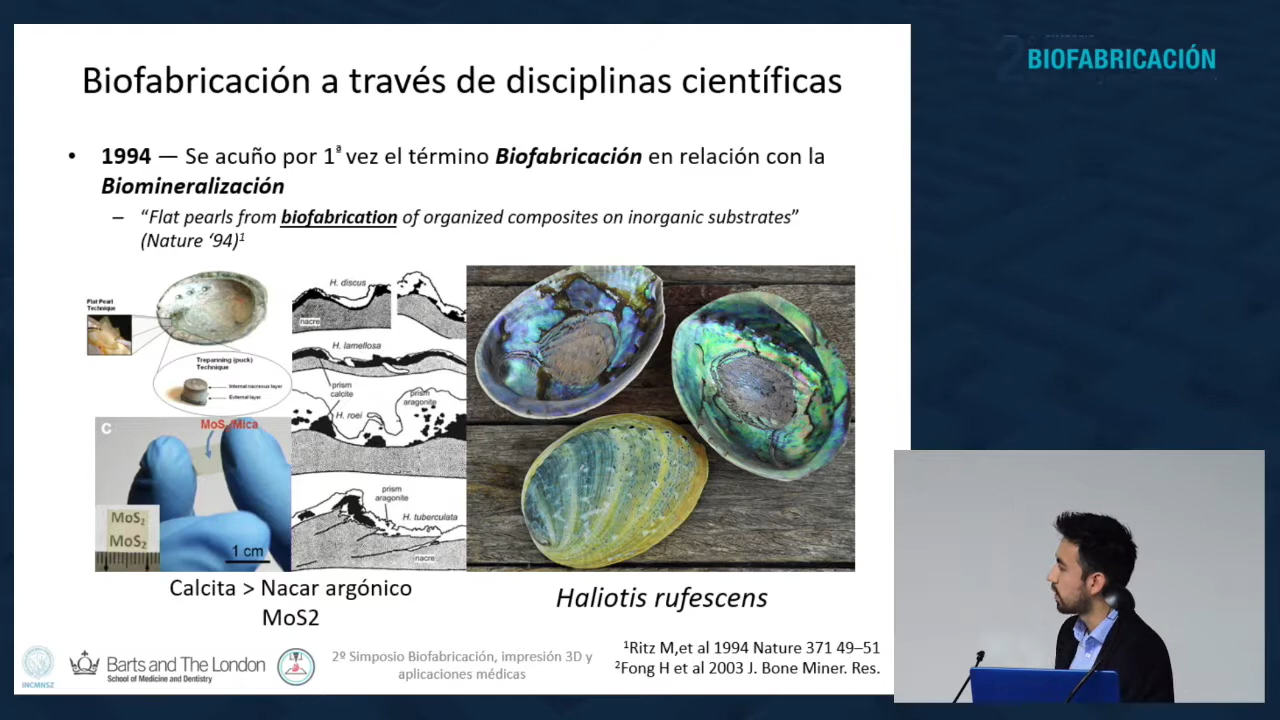 BIOFABRICACIÓN
Biofabricación a través de disciplinas científicas
• 1994 — Se acuño por 1ª vez el término Biofabricación en relación con la
Biomineralización
– “Flat pearls from biofabrication of organized composites on inorganic substrates”
(Nature ‘94)1
Flat Pearl
Technique
Trepanning (puck)
Technique
Internal nacreous layer
External layer
H. discus
nacre
H. lamellosa
prism
calcite
prism
aragonite
H. roei
prism
aragonite
H. tuberculata
nacre
C
MoS2/Mica
MoS2
MoS2
1 cm
Calcita > Nacar argónico
MoS2
Haliotis rufescens
INCMNSZ
Barts and The London
School of Medicine and Dentistry
2º Simposio Biofabricación, impresión 3D y
aplicaciones médicas
1Ritz M,et al 1994 Nature 371 49–51
2Fong H et al 2003 J. Bone Miner. Res.